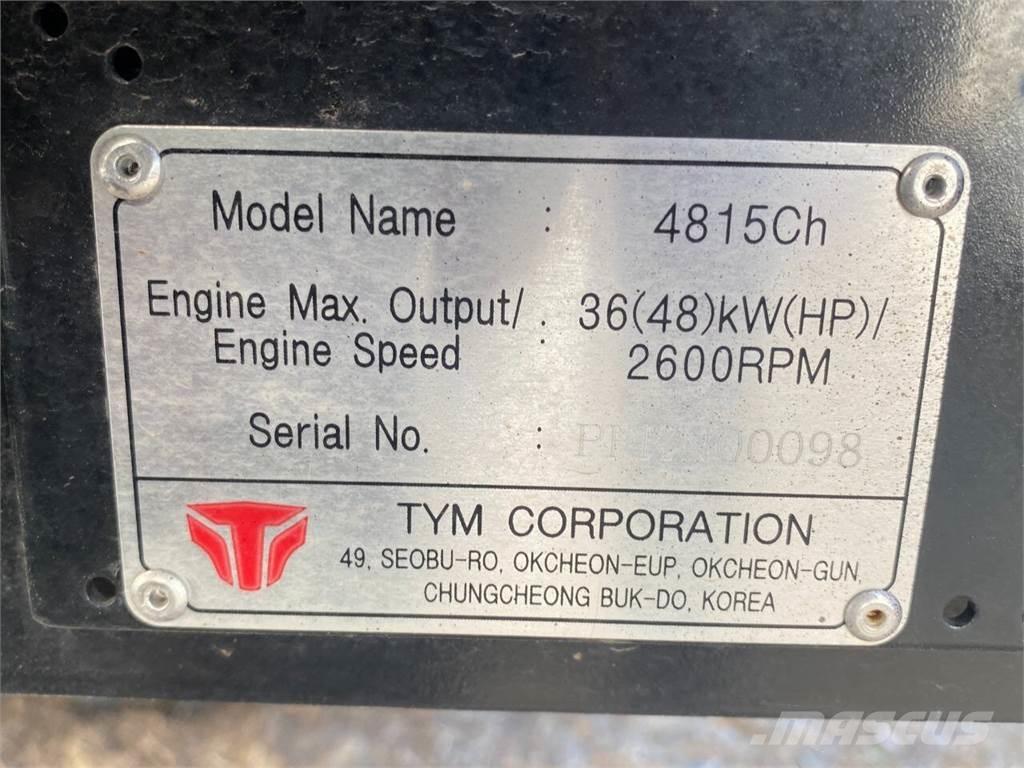 Model Name : 4815Ch
Engine Max. Output/ : 36(48)kW(HP)/
Engine Speed 2600RPM
Serial No. :
TYM CORPORATION
49, SEOBU-RO, OKCHEON-EUP, OKCHEON-GUN,
CHUNGCHEONG BUK-DO, KOREA
MASCUS